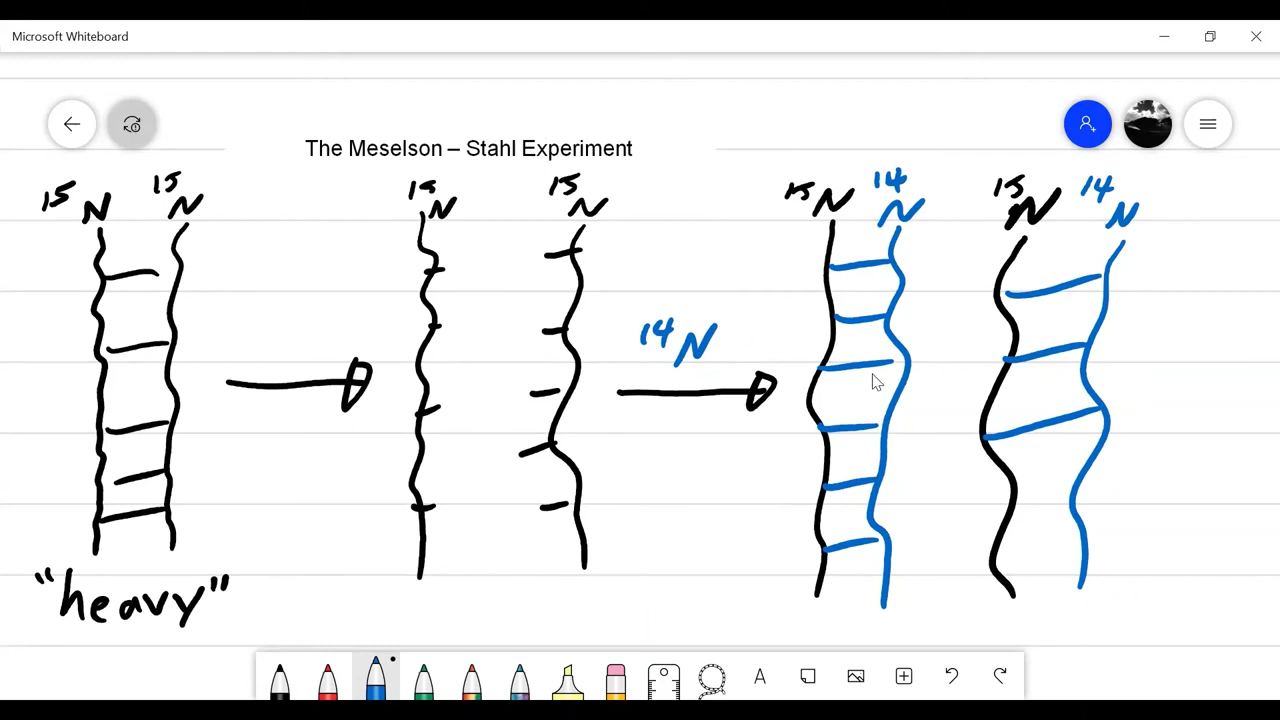 Microsoft Whiteboard
The Meselson – Stahl Experiment
15N 15N 15N 15N 15N 14N 15N 14N
14N
"heavy"
A